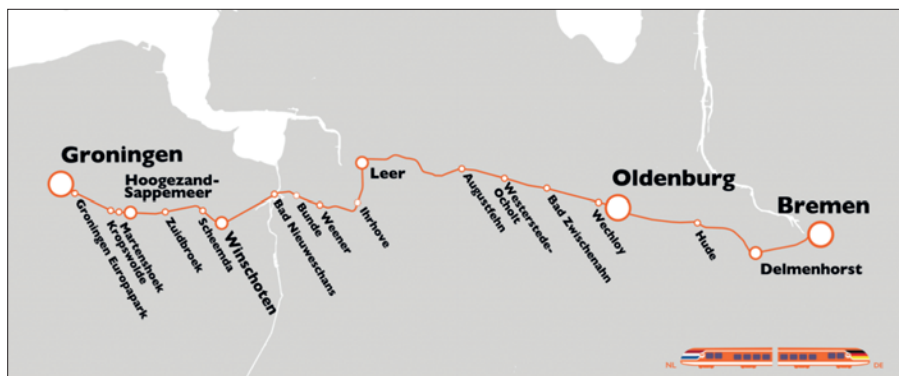 Groningen
Groningen Europapark
Kropswolde
Martenshoek
Hoogezand-
Sappemeer
Zuidbroek
Scheemda
Winschoten
Bad Nieuweschans
Bunde
Weener
Ihrhove
Leer
Augustfehn
Westerstede-
Ocholt
Bad Zwischenahn
Wechloy
Oldenburg
Hude
Delmenhorst
Bremen
NL
DE